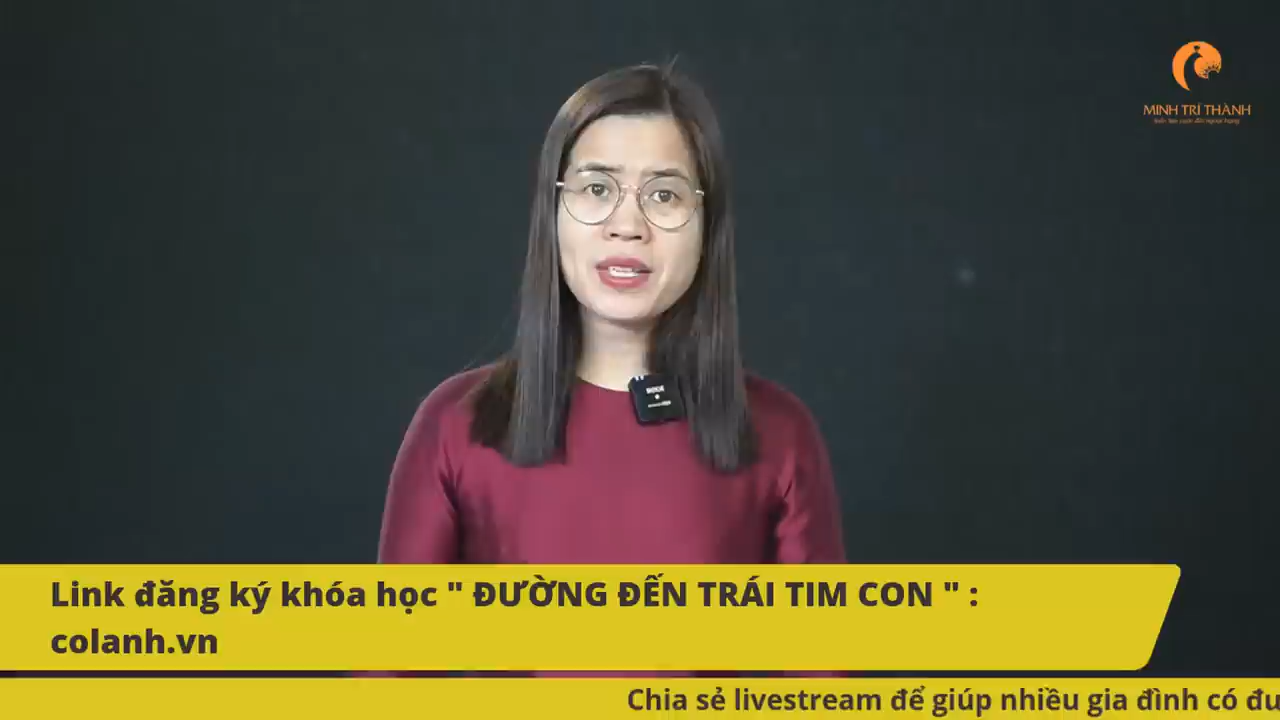 MINH TRÍ THÀNH
Link đăng ký khóa học " ĐƯỜNG ĐẾN TRÁI TIM CON " :
colanh.vn
Chia sẻ livestream để giúp nhiều gia đình có đư